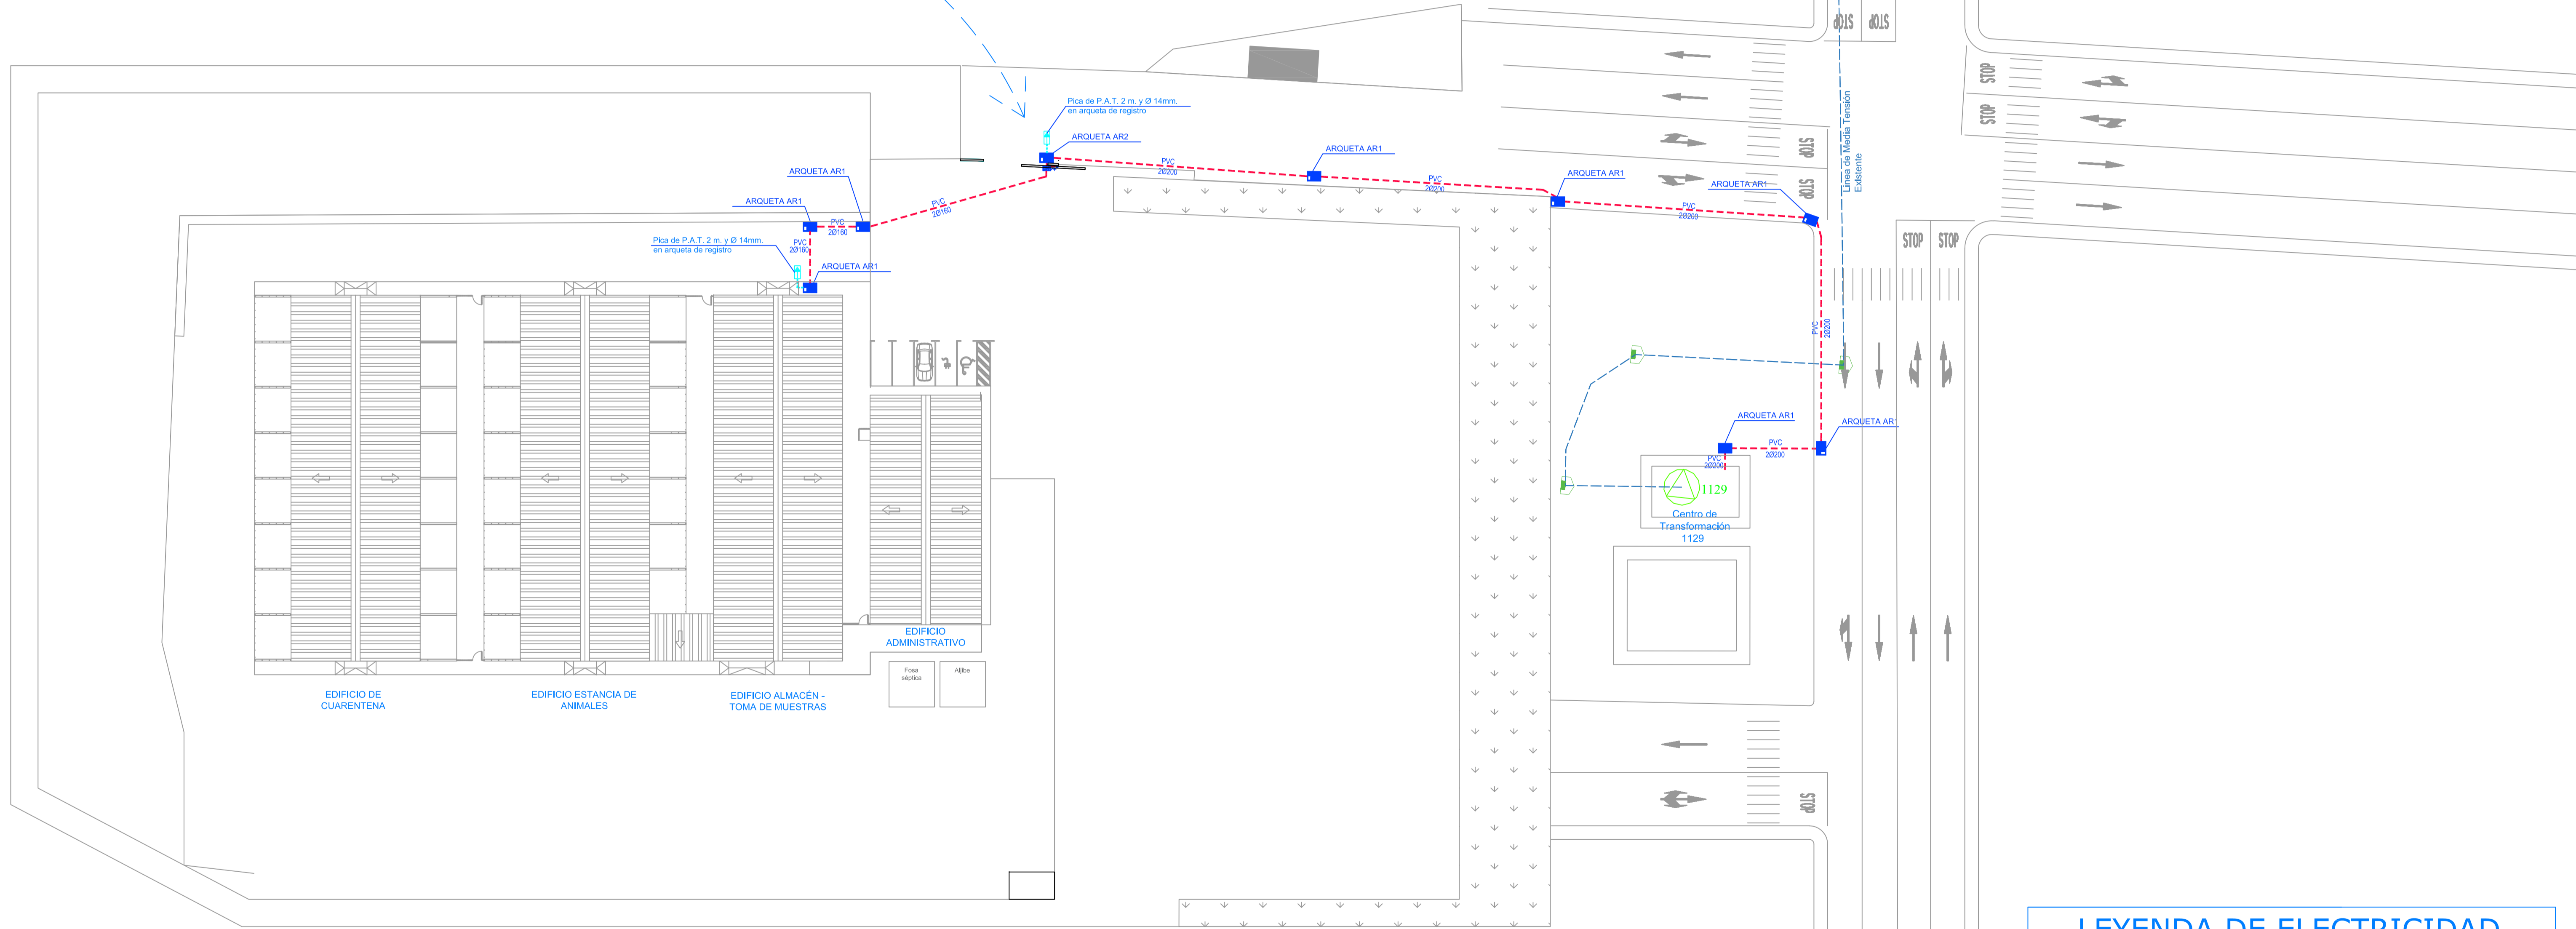 STOP
STOP
STOP
STOP
Pica de P.A.T. 2 m. y Ø 14mm.
en arqueta de registro
ARQUETA AR2
ARQUETA AR1
STOP
Línea de Media Tensión
Existente
PVC
2Ø200
ARQUETA AR1
PVC
2Ø200
ARQUETA AR1
ARQUETA AR1
STOP
ARQUETA AR1
PVC
2Ø160
PVC
2Ø200
PVC
2Ø160
Pica de P.A.T. 2 m. y Ø 14mm.
en arqueta de registro
PVC
2Ø160
STOP
STOP
ARQUETA AR1
PVC
2Ø200
ARQUETA AR1
ARQUETA AR1
PVC
2Ø200
PVC
2Ø200
1129
Centro de
Transformación
1129
EDIFICIO
ADMINISTRATIVO
Fosa
séptica
Aljibe
EDIFICIO DE
CUARENTENA
EDIFICIO ESTANCIA DE
ANIMALES
EDIFICIO ALMACÉN -
TOMA DE MUESTRAS
STOP
LEYENDA DE ELECTRICIDAD